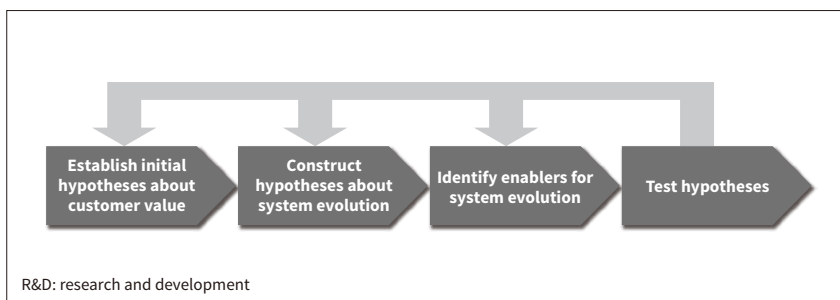 Establish initial
hypotheses about
customer value
Construct
hypotheses about
system evolution
Identify enablers for
system evolution
Test hypotheses
R&D: research and development